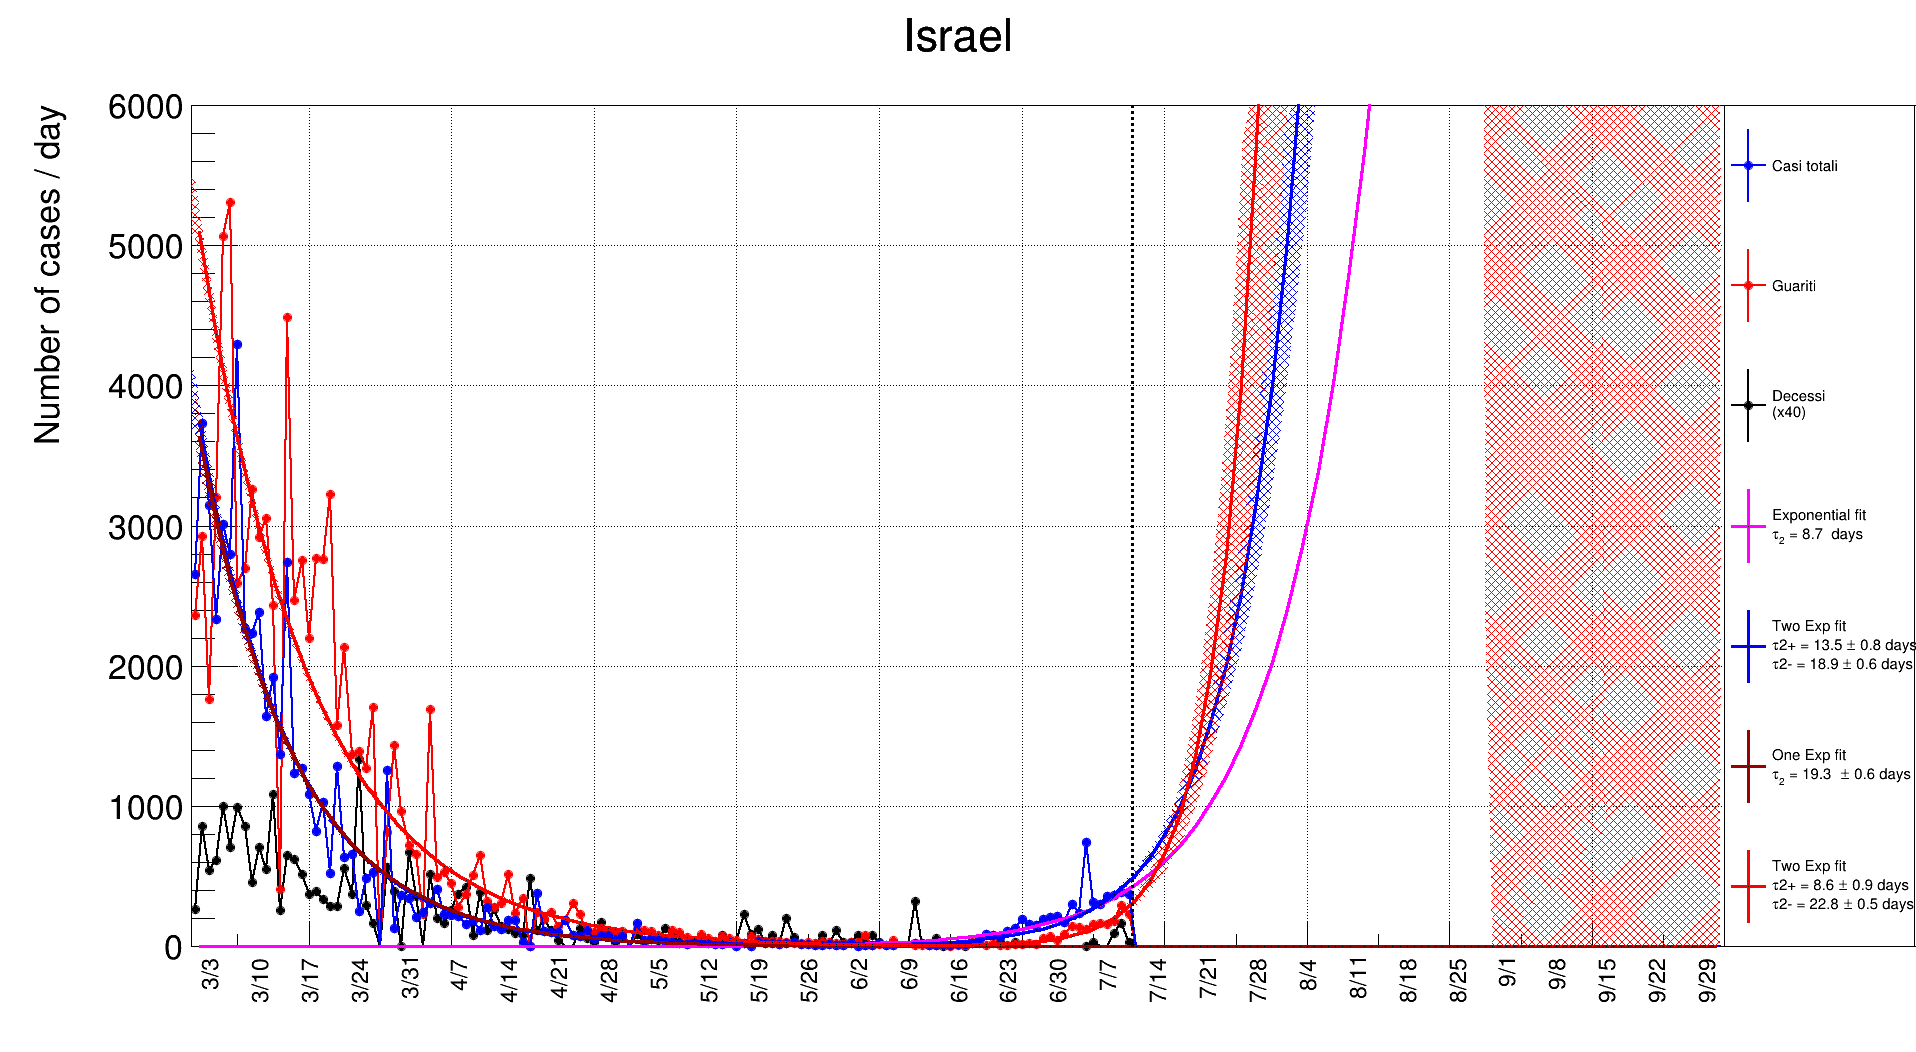 Israel
Number of cases / day
6000
5000
4000
3000
2000
1000
0
3/3
3/10
3/17
3/24
3/31
4/7
4/14
4/21
4/28
5/5
5/12
5/19
5/26
6/2
6/9
6/16
6/23
6/30
7/7
7/14
7/21
7/28
8/4
8/11
8/18
8/25
9/1
9/8
9/15
9/22
9/29
Casi totali
Guariti
Decessi
(x40)
Exponential fit
τ2 = 8.7 days
Two Exp fit
τ2+ = 13.5 ± 0.8 days
τ2- = 18.9 ± 0.6 days
One Exp fit
τ2 = 19.3 ± 0.6 days
Two Exp fit
τ2+ = 8.6 ± 0.9 days
τ2- = 22.8 ± 0.5 days